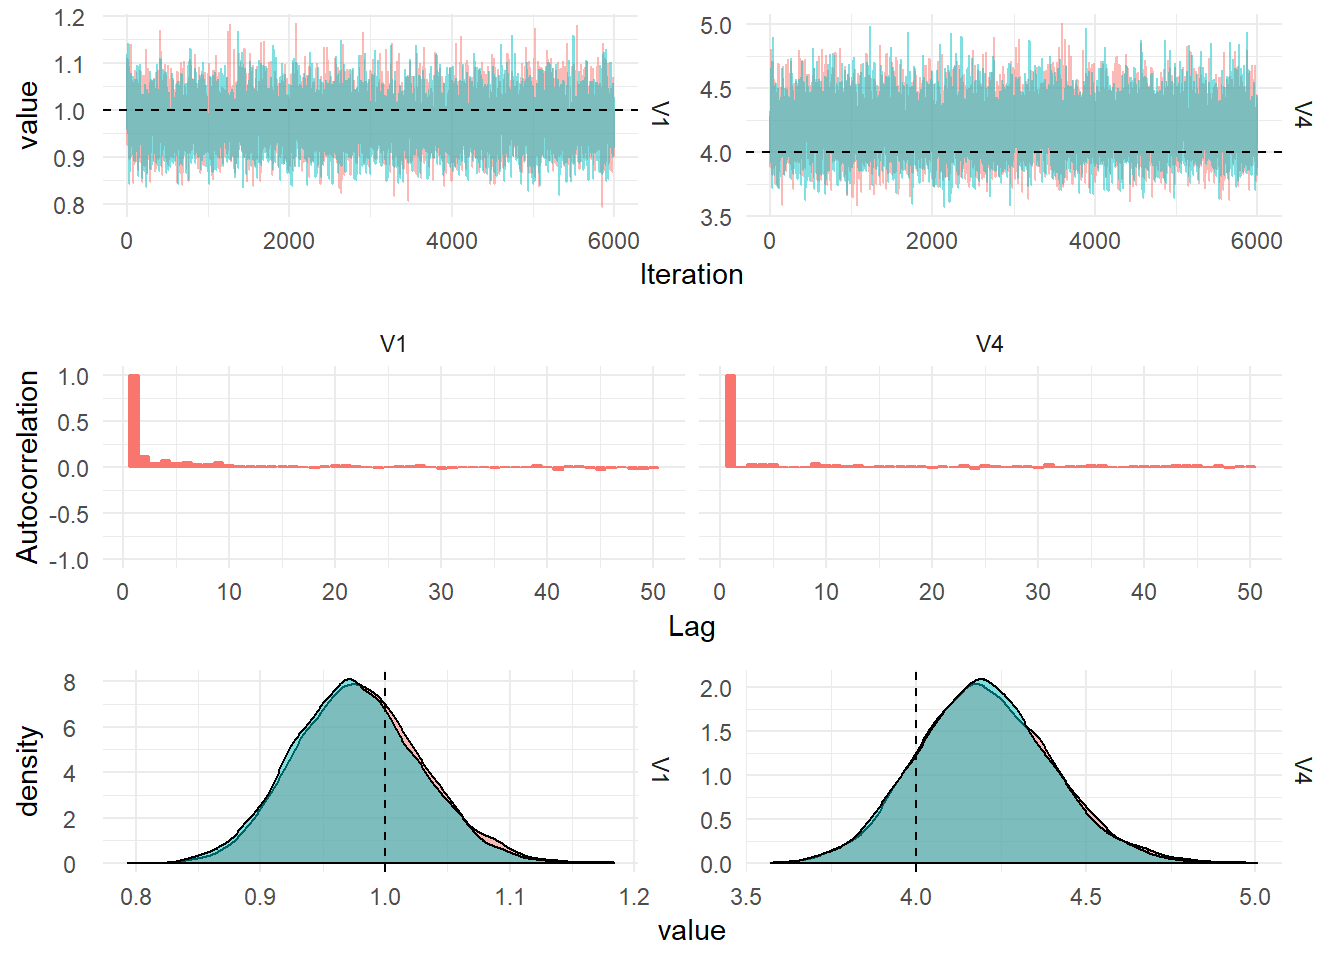 value
1.2
1.1
1.0
0.9
0.8
V1
5.0
4.5
4.0
3.5
V4
0 2000 4000 6000
0 2000 4000 6000
Iteration
V1
V4
Autocorrelation
1.0
0.5
0.0
-0.5
-1.0
0 10 20 30 40 50
0 10 20 30 40 50
Lag
density
8
6
4
2
0
V1
2.0
1.5
1.0
0.5
0.0
V4
0.8 0.9 1.0 1.1 1.2
3.5 4.0 4.5 5.0
value